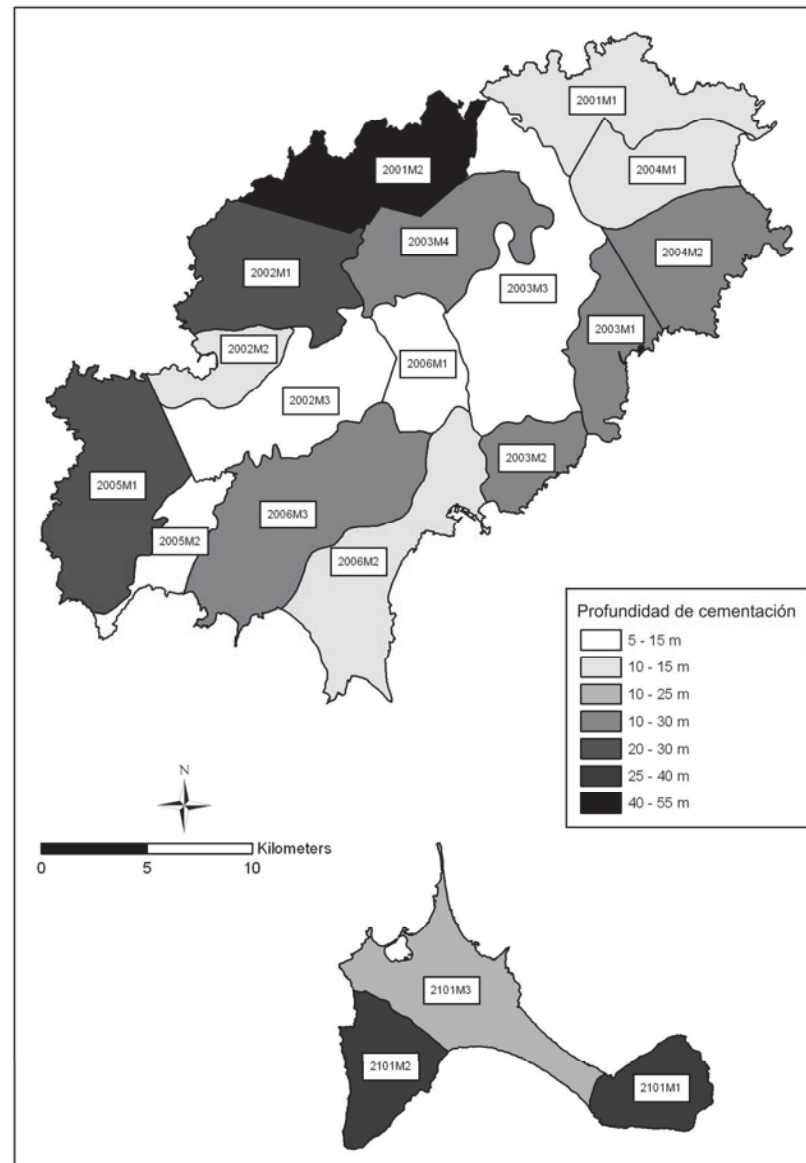 2001M1
2001M2
2004M1
2003M4
2004M2
2002M1
2003M3
2003M1
2002M2
2006M1
2002M3
2003M2
2005M1
2006M3
2005M2
2006M2
Profundidad de cementación
5 - 15 m
10 - 15 m
10 - 25 m
10 - 30 m
20 - 30 m
25 - 40 m
40 - 55 m
N
Kilometers
0 5 10
2101M3
2101M2
2101M1